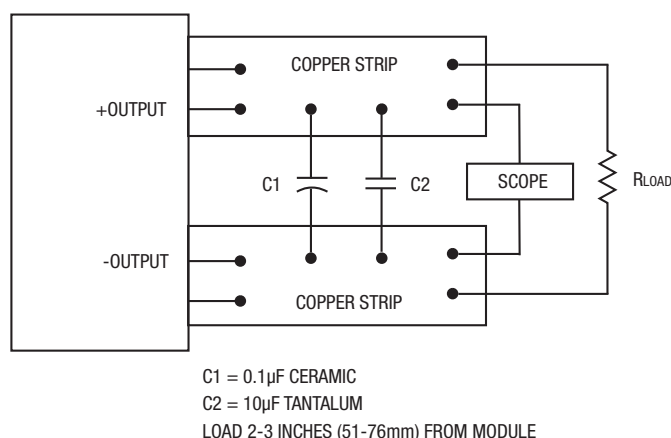 COPPER STRIP
+OUTPUT
C1
C2
SCOPE
RLOAD
-OUTPUT
COPPER STRIP
C1 = 0.1µF CERAMIC
C2 = 10µF TANTALUM
LOAD 2-3 INCHES (51-76mm) FROM MODULE